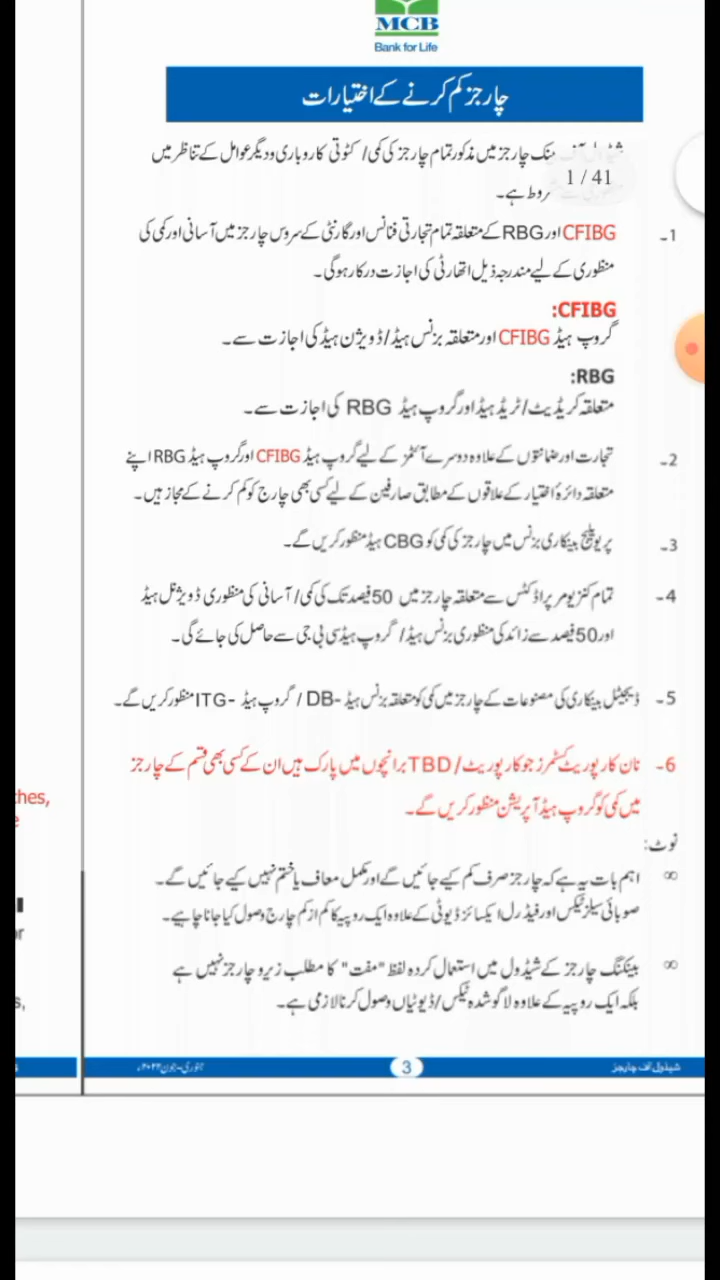 MCB
Bank for Life
چارجز کم کرنے کے اختیارات
چارجز میں مذکور تمام چارجز کی کمی / کٹوتی کاروباری و دیگر عوامل کے تناظر میں
1 / 41
روط ہے۔
1- CFIBG اور RBG کے متعلقہ تمام تجارتی فنانس اور گارنٹی کے سروس چارجز میں آسانی اور کمی کی
منظوری کے لیے مندرجہ ذیل اتھارٹی کی اجازت درکار ہوگی۔
CFIBG:
گروپ ہیڈ CFIBG اور متعلقہ بزنس ہیڈ / ڈویژن ہیڈ کی اجازت سے۔
RBG:
متعلقہ کریڈیٹ / ٹریڈ ہیڈ اور گروپ ہیڈ RBG کی اجازت سے۔
2- تجارت اور ضمانتوں کے علاوہ دوسرے آئٹمز کے لیے گروپ ہیڈ CFIBG اور گروپ ہیڈ RBG اپنے
متعلقہ دائرہ اختیار کے علاقوں کے مطابق صارفین کے لیے کسی بھی چارج کو کم کرنے کے مجاز ہیں۔
3- پریویلیج بینکاری بزنس میں چارجز کی کمی کو CBG ہیڈ منظور کریں گے۔
4- تمام کنزیومر پراڈکٹس سے متعلقہ چارجز میں 50 فیصد تک کی کمی / آسانی کی منظوری ڈویژنل ہیڈ
اور 50 فیصد سے زائد کی منظوری بزنس ہیڈ / گروپ ہیڈ سی بی جی سے حاصل کی جائے گی۔
5- ڈیجیٹل بینکاری کی مصنوعات کے چارجز میں کمی کو متعلقہ بزنس ہیڈ -DB / گروپ ہیڈ -ITG منظور کریں گے۔
6- نان کارپوریٹ کسٹمرز جو کارپوریٹ / TBD برانچوں میں پارک ہیں ان کے کسی بھی قسم کے چارجز
میں کمی کو گروپ ہیڈ آپریشن منظور کریں گے۔
نوٹ:
∞ اہم بات یہ ہے کہ چارجز صرف کم کیے جائیں گے اور مکمل معاف یا ختم نہیں کیے جائیں گے۔
صوبائی سیلز ٹیکس اور فیڈرل ایکسائز ڈیوٹی کے علاوہ ایک روپیہ کا کم از کم چارج وصول کیا جانا چاہیے۔
∞ بینکنگ چارجز کے شیڈول میں استعمال کردہ لفظ "مفت" کا مطلب زیرو چارجز نہیں ہے
بلکہ ایک روپیہ کے علاوہ لاگو شدہ ٹیکس / ڈیوٹیاں وصول کرنا لازمی ہے۔
شیڈول آف چارجز
3
جنوری - جون ۲۰۲۲ء
ches,
e
or
s,